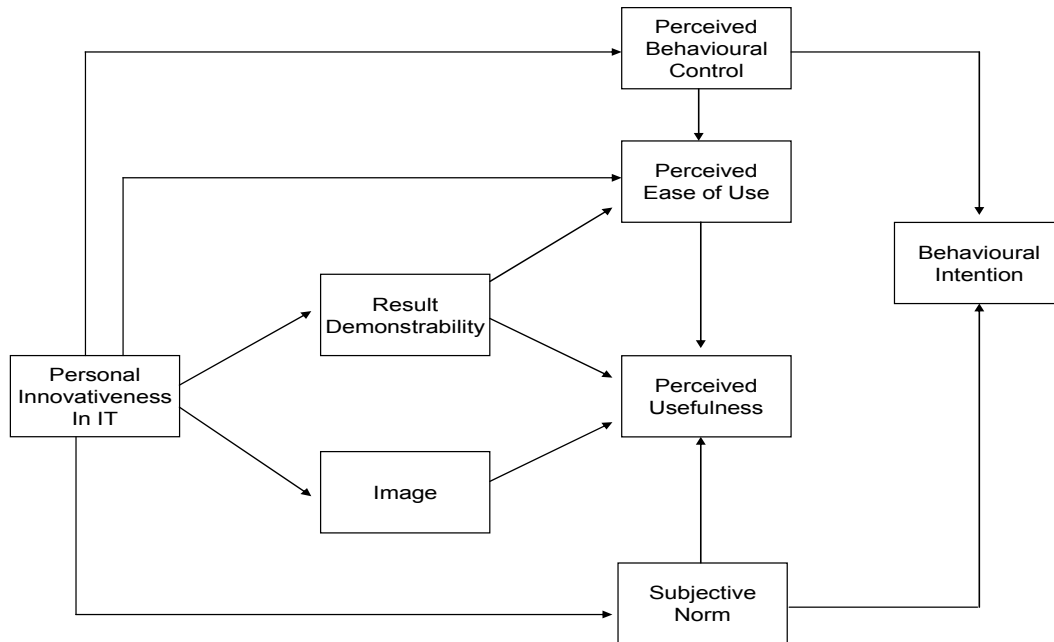 Perceived
Behavioural
Control
Perceived
Ease of Use
Behavioural
Intention
Result
Demonstrability
Personal
Innovativeness
In IT
Perceived
Usefulness
Image
Subjective
Norm